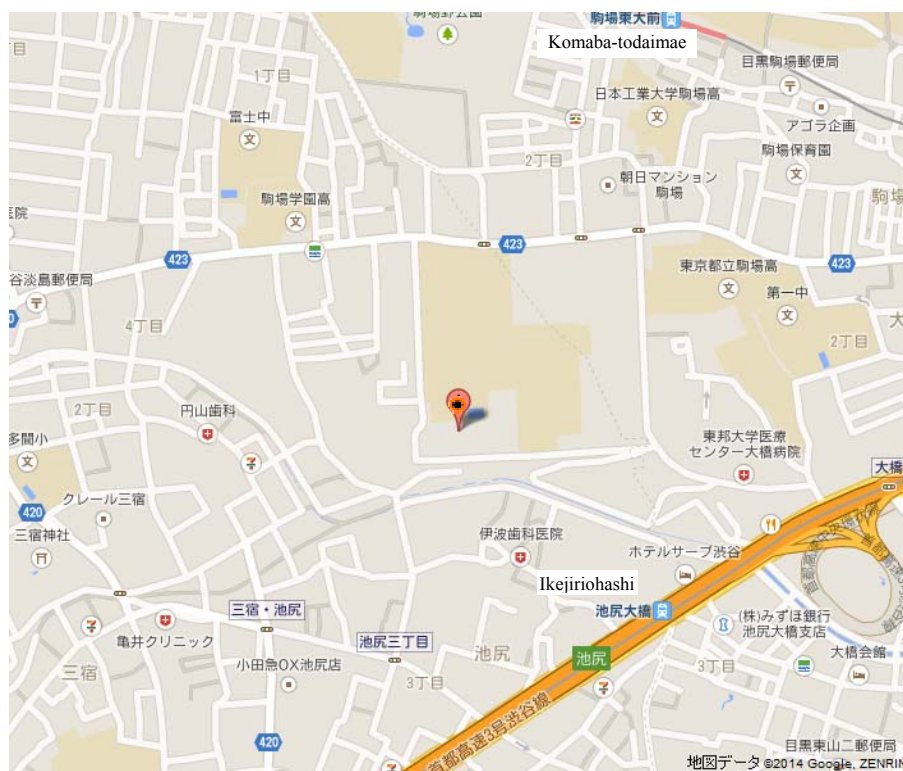 駒場野公園
駒場東大前
Komaba-todaimae
目黒駒場郵便局
1丁目
日本工業大学駒場高
富士中
アゴラ企画
2丁目
駒場保育園
朝日マンション
駒場
駒場学園高
駒場
医院
423
423
423
東京都立駒場高
谷淡島郵便局
第一中
4丁目
大
2丁目
2丁目
円山歯科
多聞小
東邦大学医療
センター大橋病院
大橋
クレール三宿
420
三宿神社
伊波歯科医院
ホテルサーブ渋谷
Ikejiriohashi
三宿・池尻
池尻大橋
(株)みずほ銀行
池尻大橋支店
亀井クリニック
池尻三丁目
池尻
池尻
大橋会館
三宿
小田急OX池尻店
3丁目
3丁目
首都高速3号渋谷線
420
目黒東山二郵便局
地図データ ©2014 Google, ZENRIN